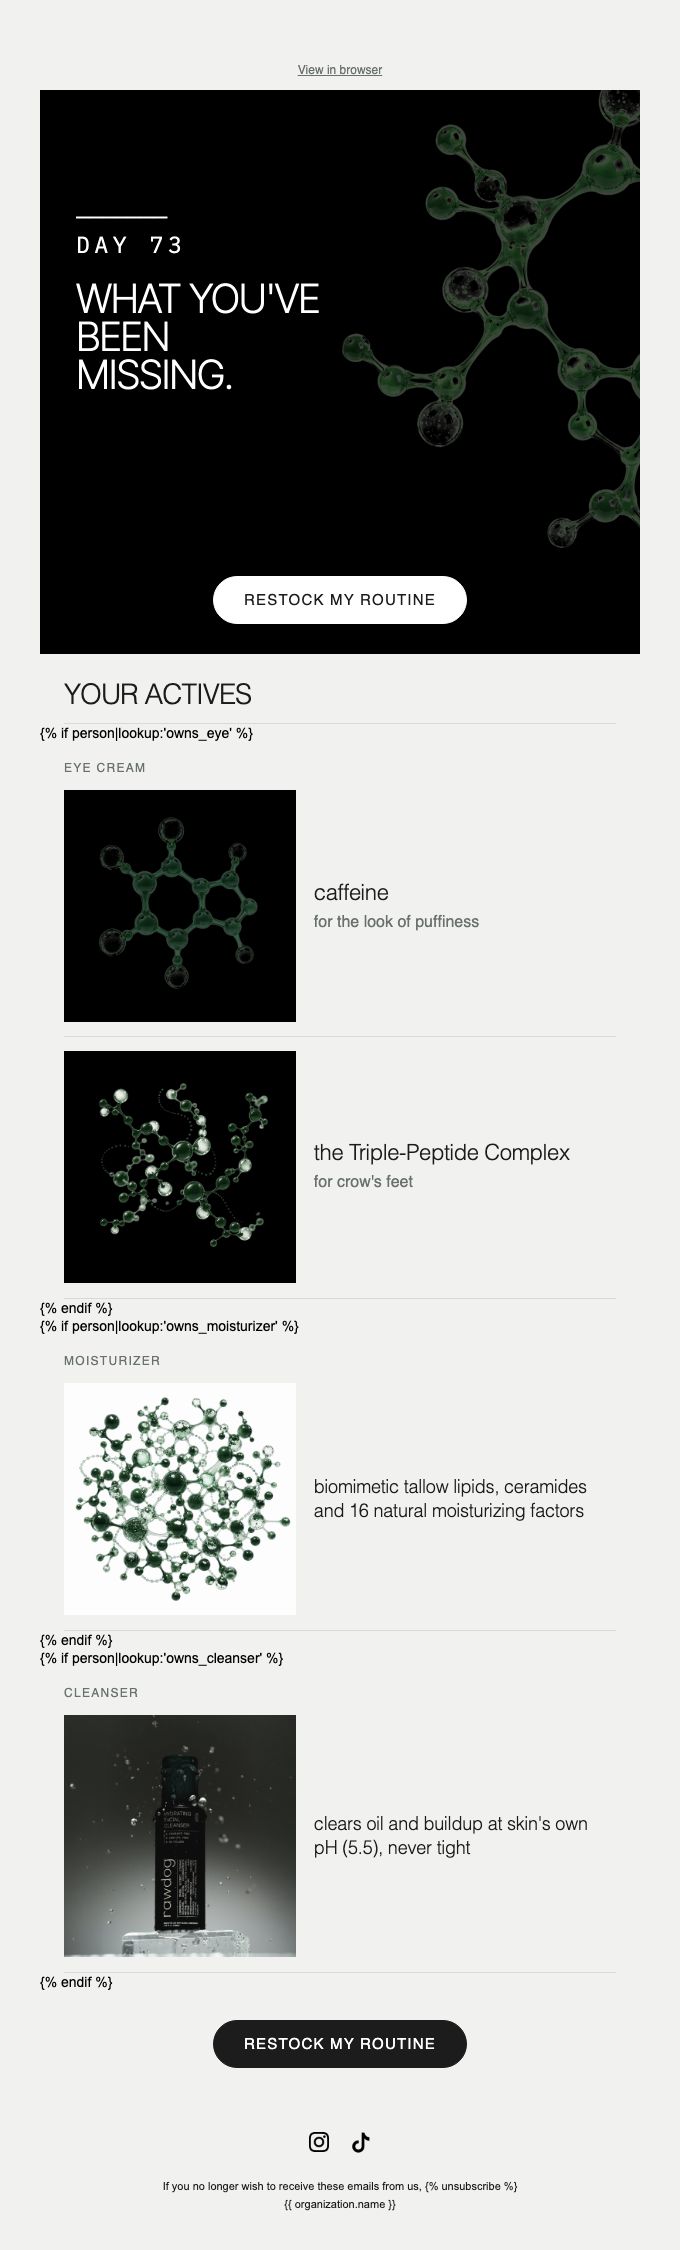 View in browser
DAY 73
WHAT YOU'VE
BEEN
MISSING.
RESTOCK MY ROUTINE
YOUR ACTIVES
{% if person|lookup:'owns_eye' %}
EYE CREAM
caffeine
for the look of puffiness
the Triple-Peptide Complex
for crow's feet
{% endif %}
{% if person|lookup:'owns_moisturizer' %}
MOISTURIZER
biomimetic tallow lipids, ceramides
and 16 natural moisturizing factors
{% endif %}
{% if person|lookup:'owns_cleanser' %}
CLEANSER
HYDRATING
FACIAL
CLEANSER
rawdog
clears oil and buildup at skin's own
pH (5.5), never tight
{% endif %}
RESTOCK MY ROUTINE
If you no longer wish to receive these emails from us, {% unsubscribe %}
{{ organization.name }}